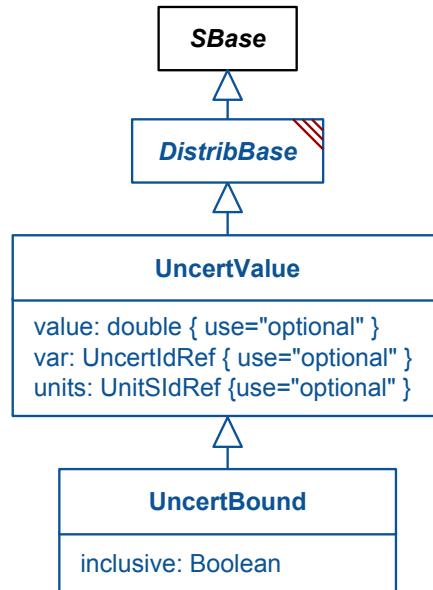 SBase
DistribBase
UncertValue
value: double { use="optional" }
var: UncertIdRef { use="optional" }
units: UnitSIdRef {use="optional" }
UncertBound
inclusive: Boolean